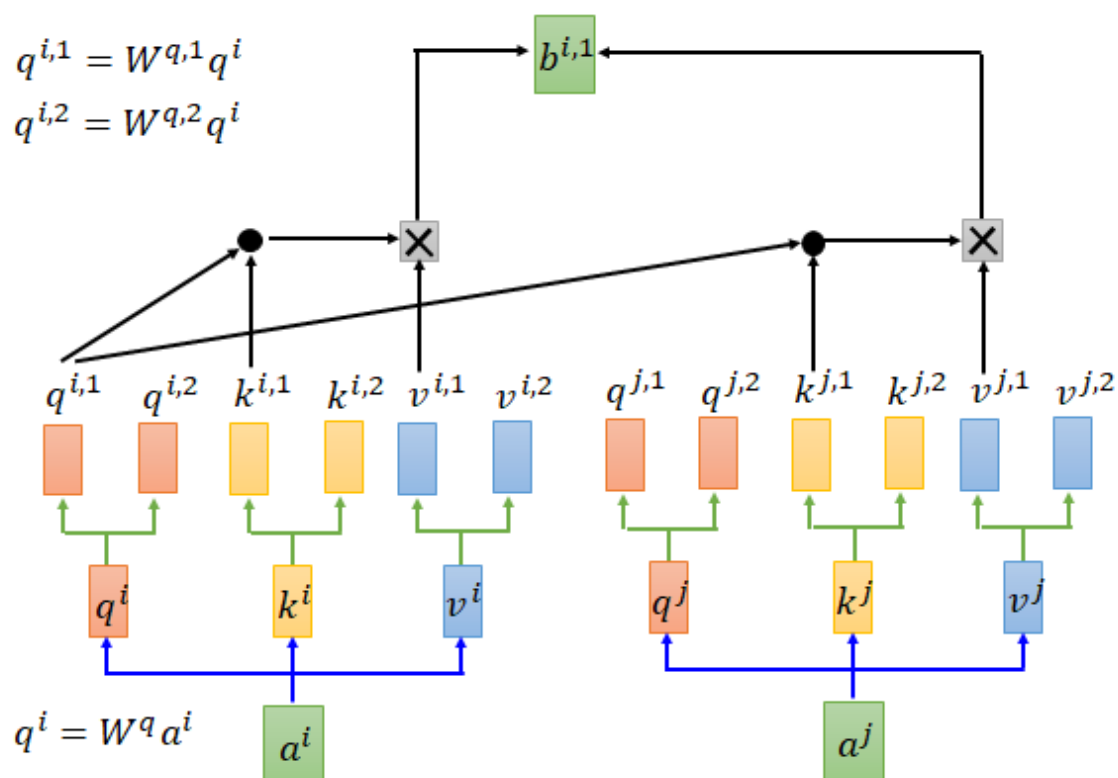 q^{i,1} = W^{q,1} q^i
b^{i,1}
q^{i,2} = W^{q,2} q^i
q^{i,1} q^{i,2} k^{i,1} k^{i,2} v^{i,1} v^{i,2} q^{j,1} q^{j,2} k^{j,1} k^{j,2} v^{j,1} v^{j,2}
q^i k^i v^i q^j k^j v^j
q^i = W^q a^i
a^i a^j